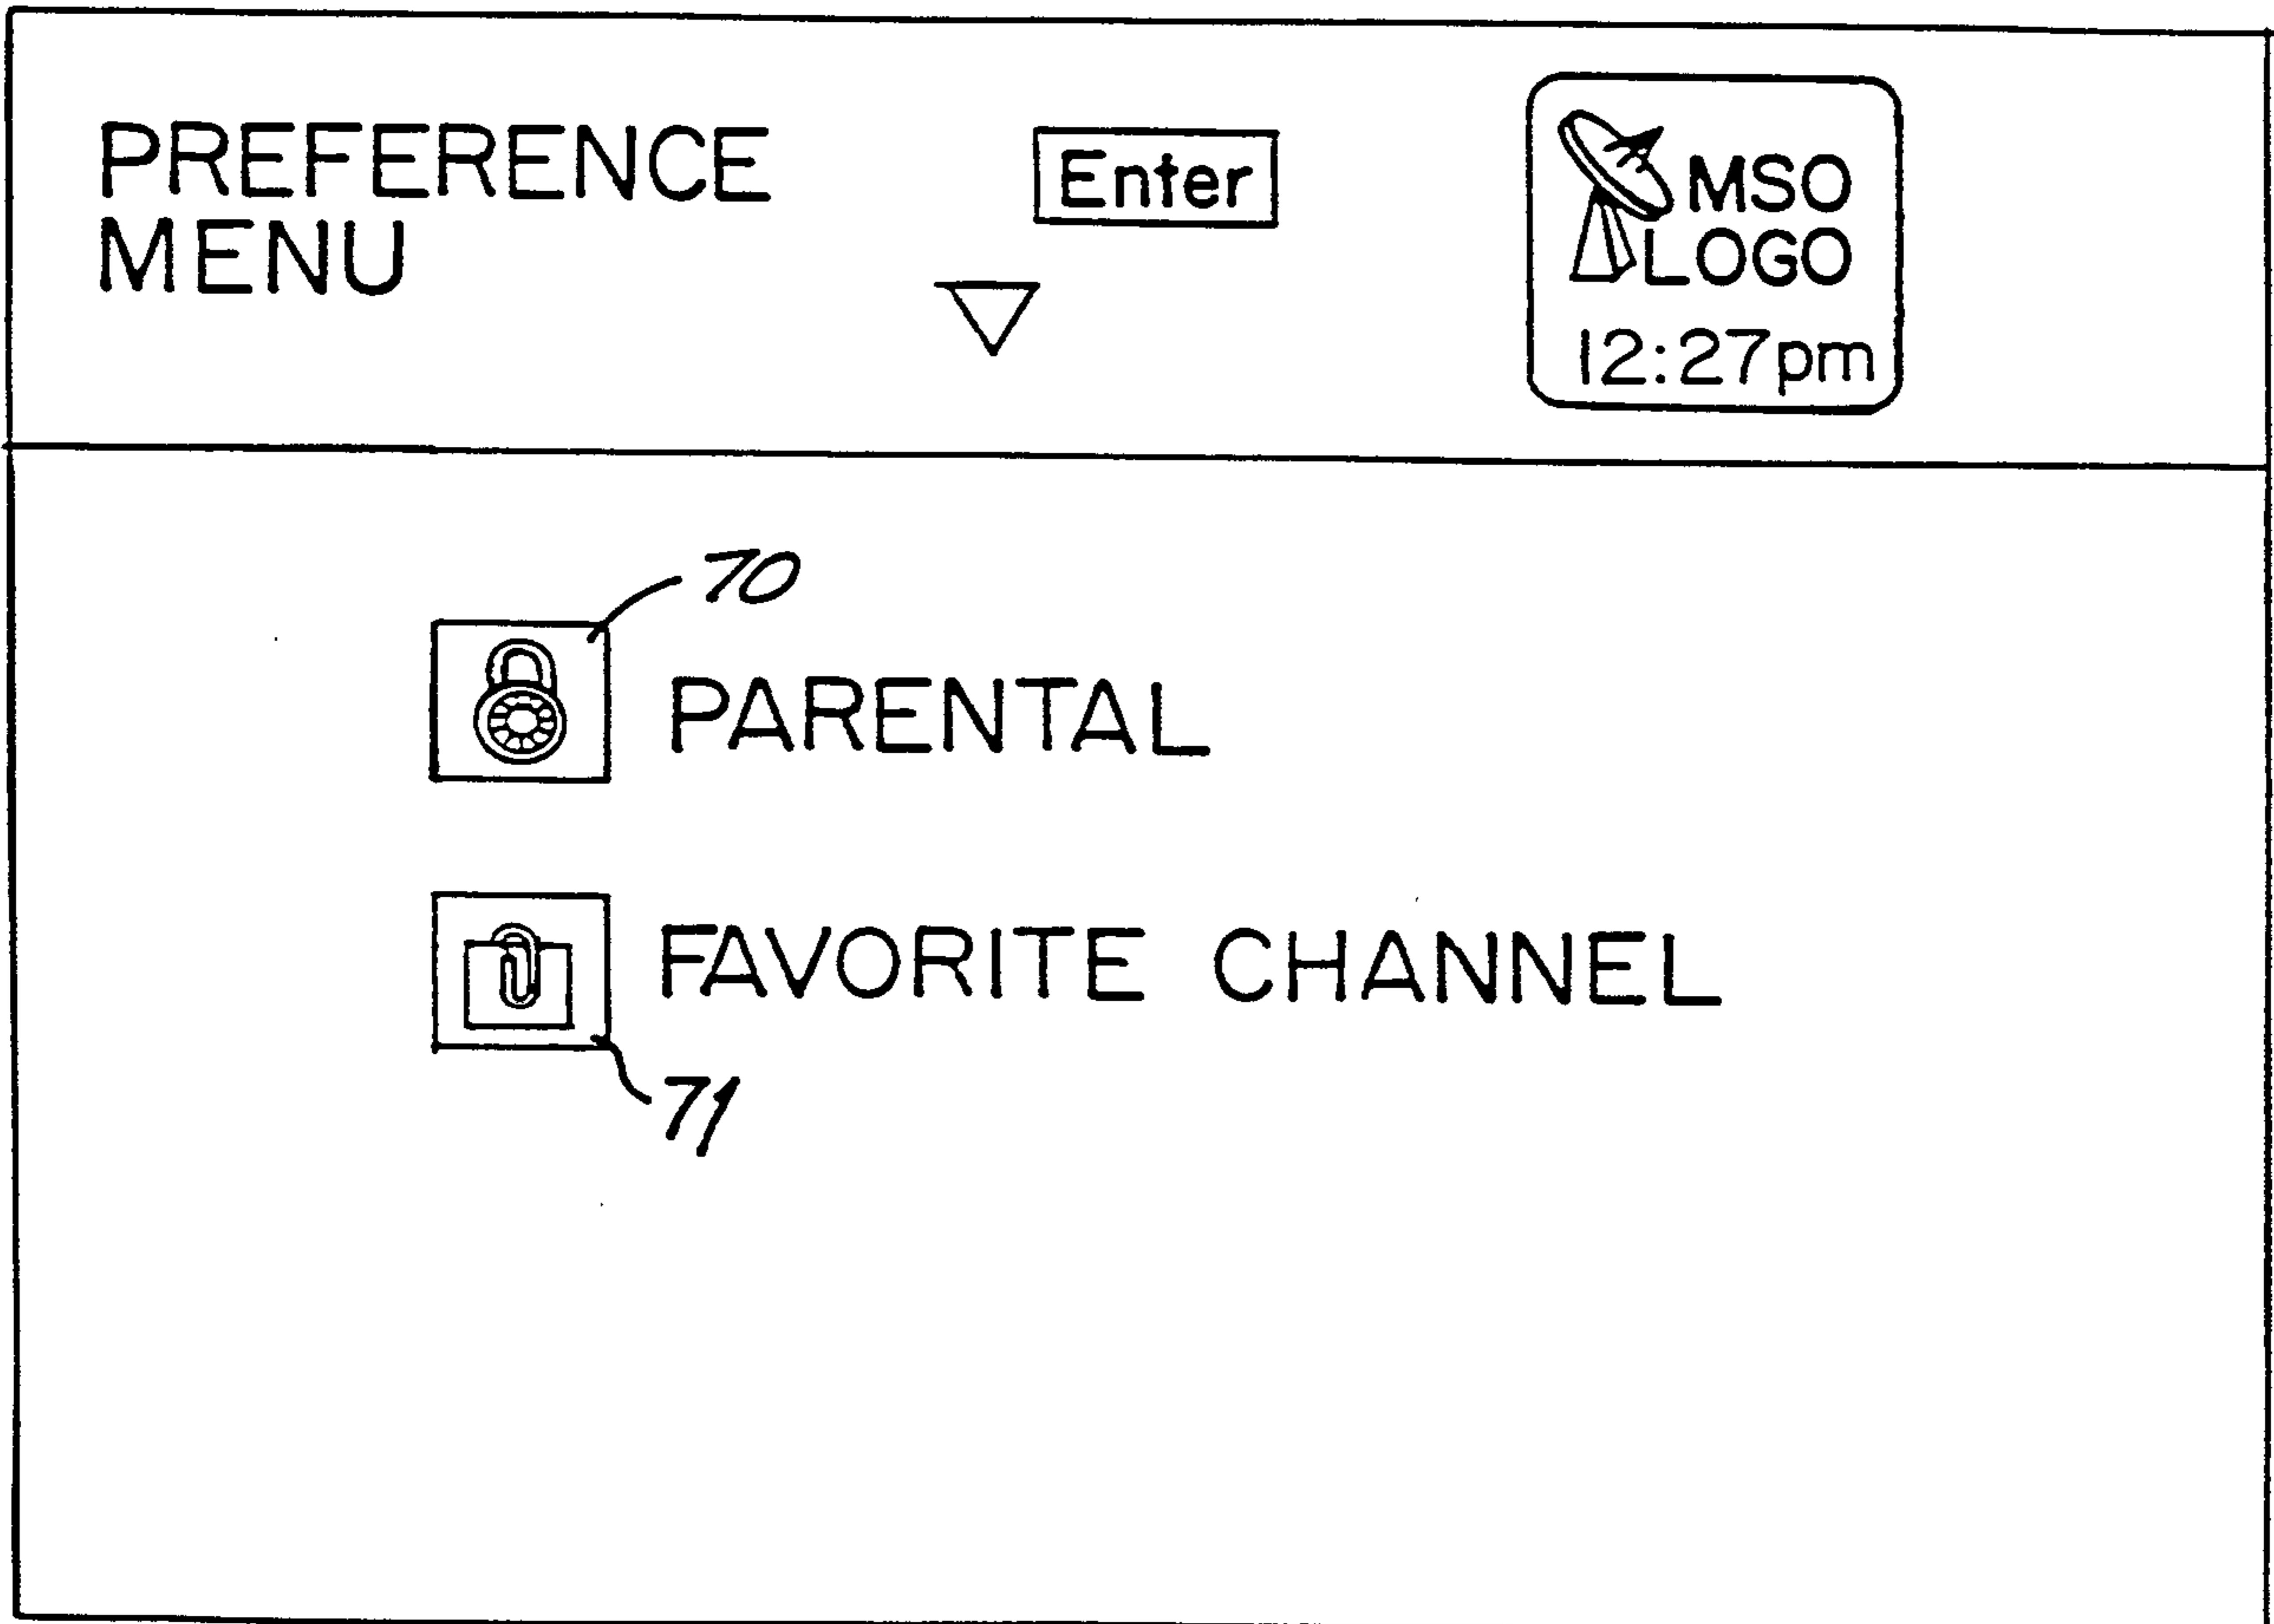 PREFERENCE
MENU
Enter
MSO
LOGO
12:27pm
70
PARENTAL
FAVORITE CHANNEL
71